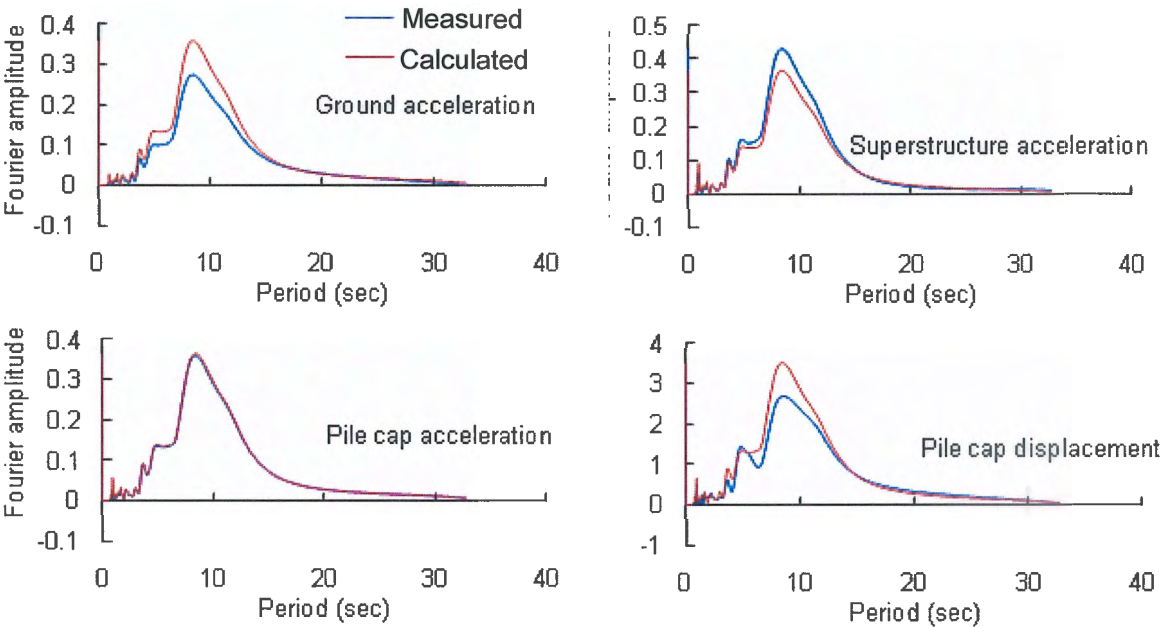 Measured
Calculated
0.4
0.3
0.2
0.1
0
-0.1
Fourier amplitude
Ground acceleration
0 10 20 30 40
Period (sec)
0.5
0.4
0.3
0.2
0.1
0
-0.1
Superstructure acceleration
0 10 20 30 40
Period (sec)
0.4
0.3
0.2
0.1
0
-0.1
Fourier amplitude
Pile cap acceleration
0 10 20 30 40
Period (sec)
4
3
2
1
0
-1
Pile cap displacement
0 10 20 30 40
Period (sec)